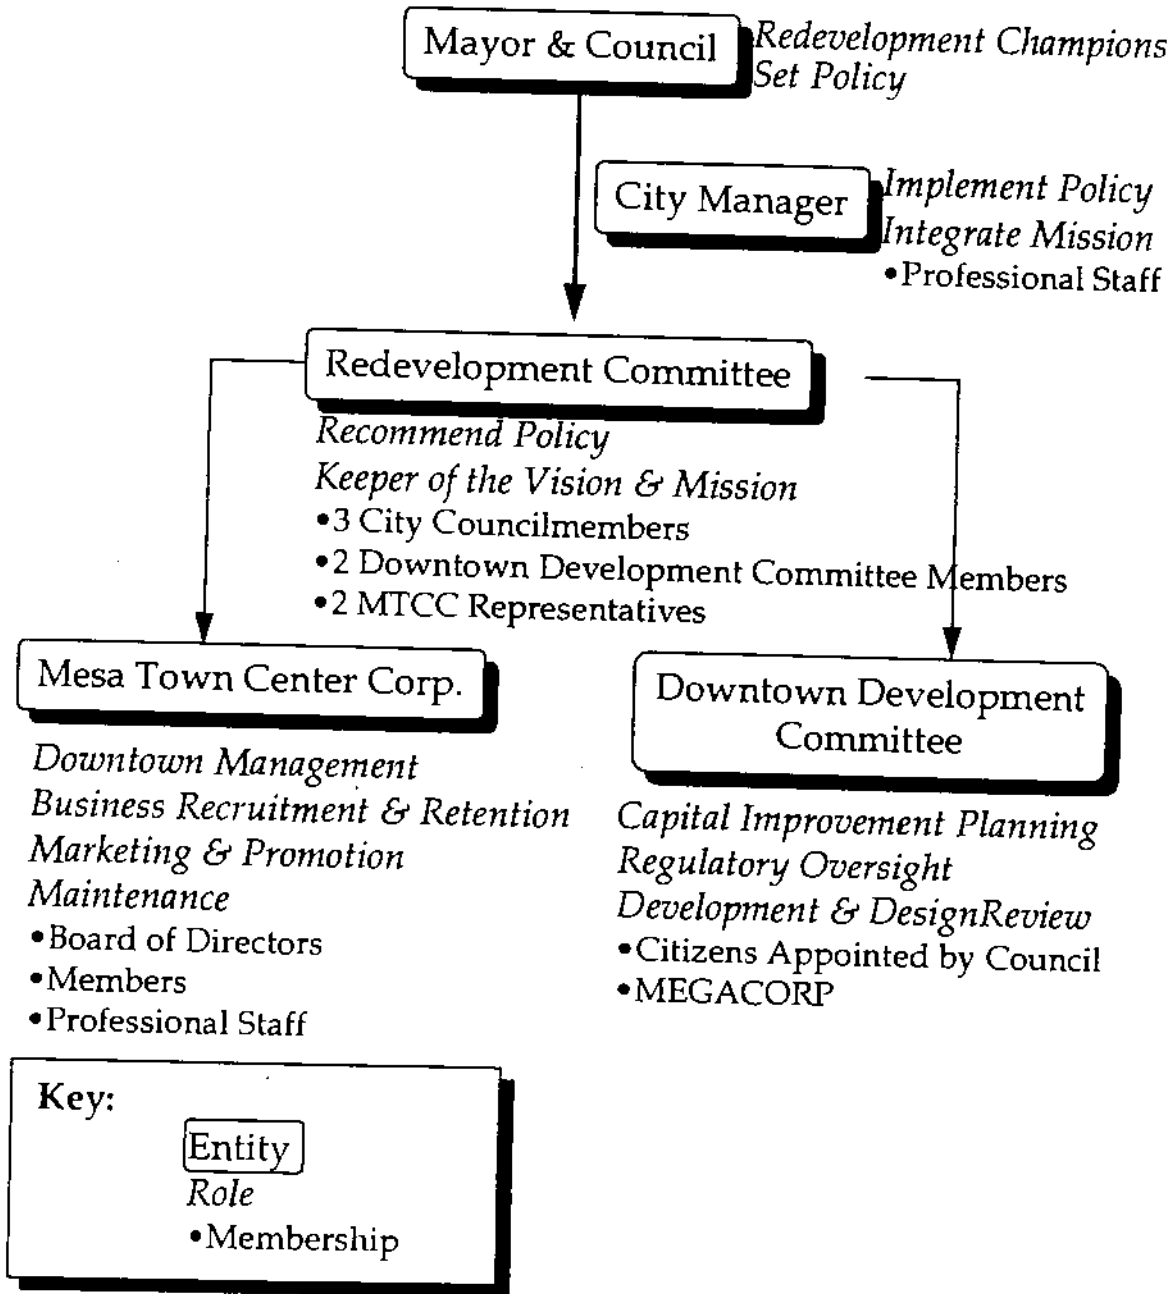 Mayor & Council
Redevelopment Champions
Set Policy
City Manager
Implement Policy
Integrate Mission
•Professional Staff
Redevelopment Committee
Recommend Policy
Keeper of the Vision & Mission
•3 City Councilmembers
•2 Downtown Development Committee Members
•2 MTCC Representatives
Mesa Town Center Corp.
Downtown Management
Business Recruitment & Retention
Marketing & Promotion
Maintenance
•Board of Directors
•Members
•Professional Staff
Downtown Development
Committee
Capital Improvement Planning
Regulatory Oversight
Development & DesignReview
•Citizens Appointed by Council
•MEGACORP
Key:
Entity
Role
•Membership